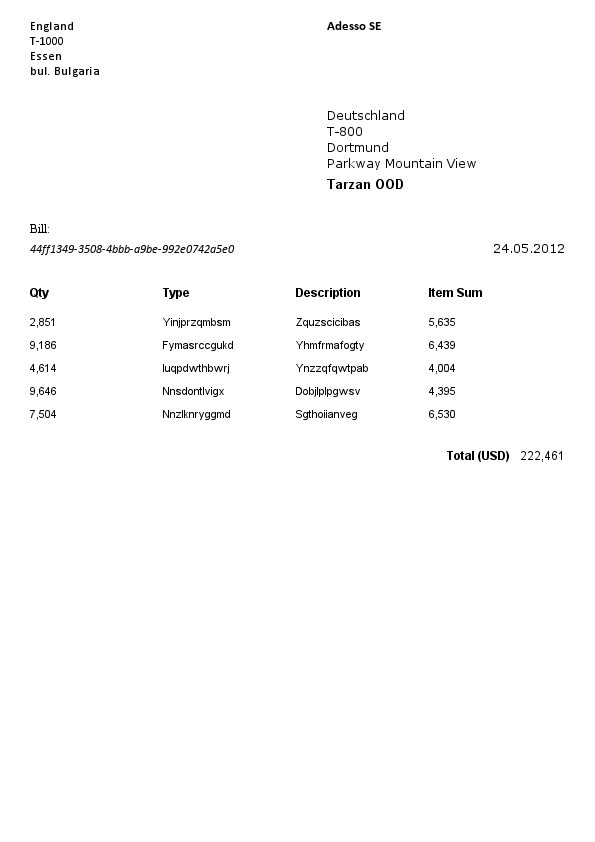 England
T-1000
Essen
bul. Bulgaria
Adesso SE
Deutschland
T-800
Dortmund
Parkway Mountain View
Tarzan OOD
Bill:
44ff1349-3508-4bbb-a9be-992e0742a5e0
24.05.2012
Qty Type Description Item Sum
2,851 Yinjprzqmbsm Zquzscicibas 5,635
9,186 Fymasrccgukd Yhmfrmafogty 6,439
4,614 Iuqpdwthbwrj Ynzzqfqwtpab 4,004
9,646 Nnsdontlvigx Dobjlplpgwsv 4,395
7,504 Nnzlknryggmd Sgthoiianveg 6,530
Total (USD) 222,461